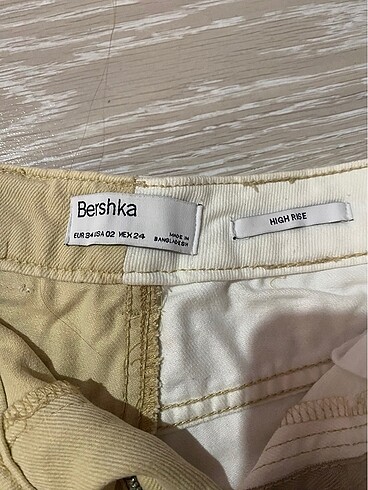 Bershka
EUR 34 USA 02 MEX 24
MADE IN
BANGLADESH
HIGH RISE